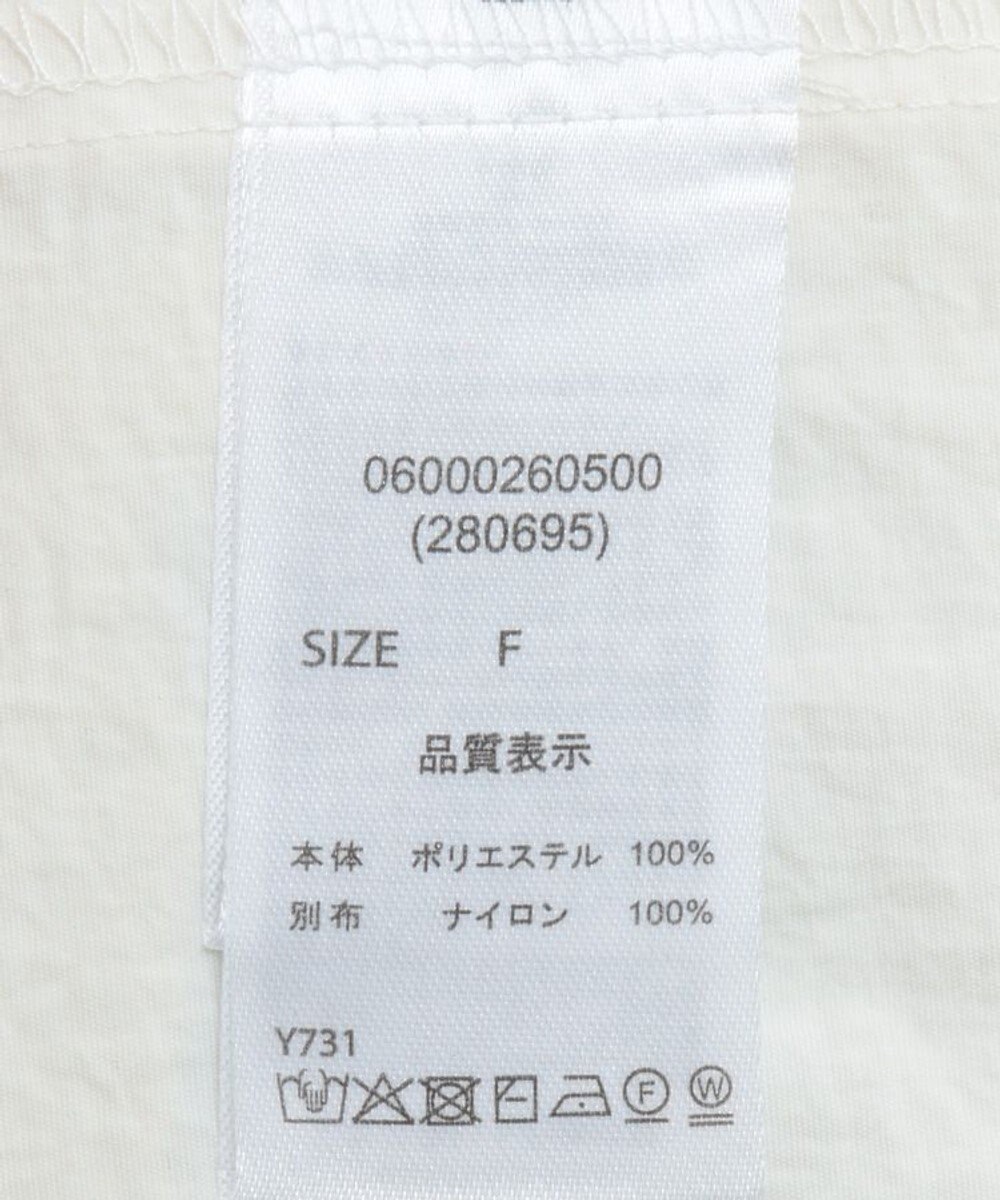 06000260500
(280695)
SIZE F
品質表示
本体 ポリエステル 100%
別布 ナイロン 100%
Y731
F W